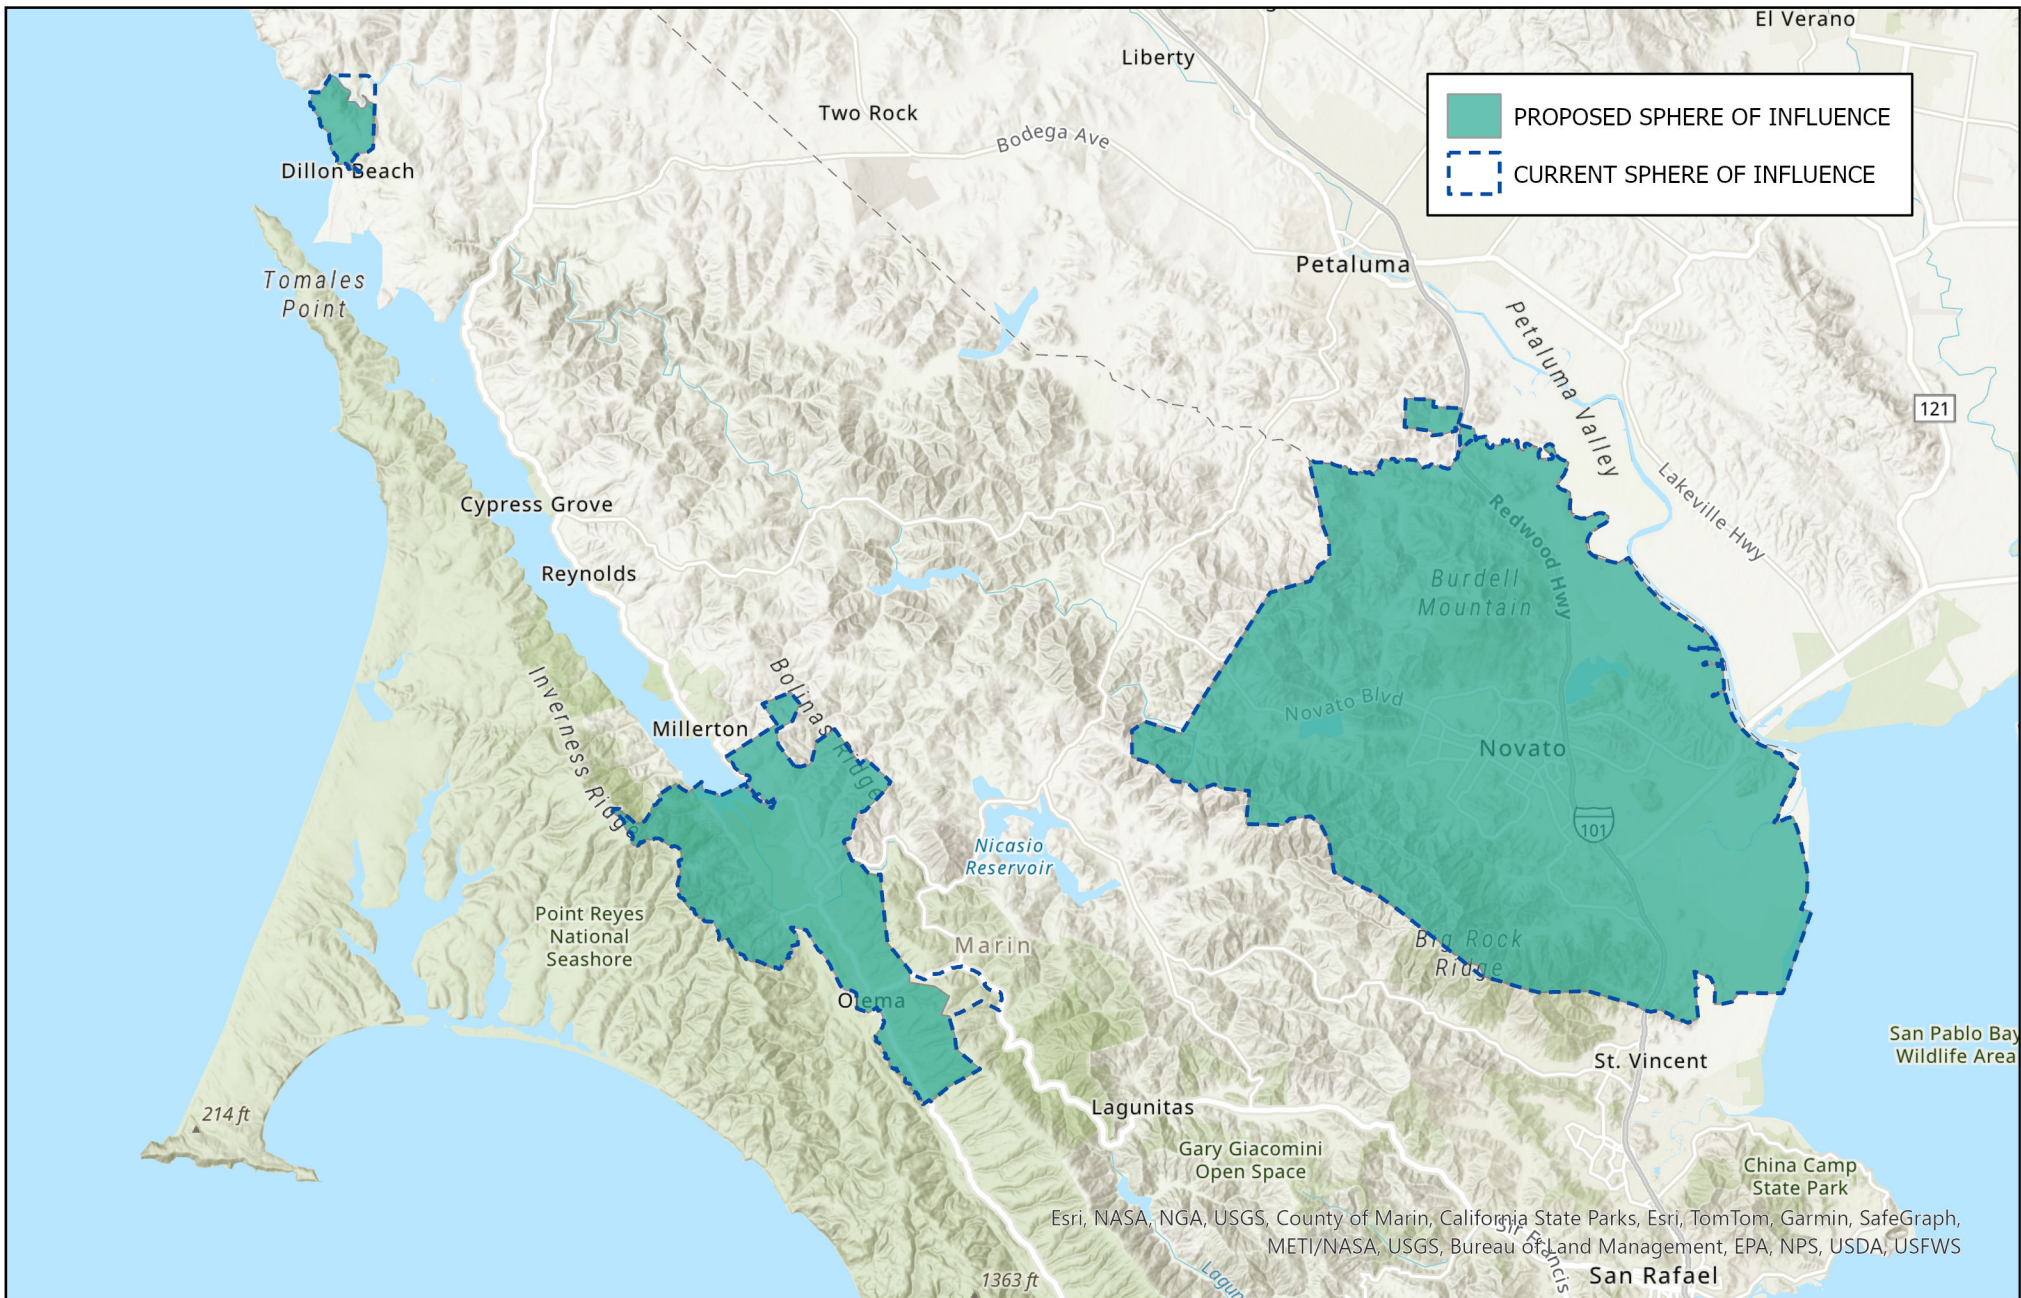 El Verano
Liberty
Two Rock
Bodega Ave
PROPOSED SPHERE OF INFLUENCE
CURRENT SPHERE OF INFLUENCE
Dillon Beach
Petaluma
Tomales
Point
Petaluma Valley
121
Cypress Grove
Lakeville Hwy
Redwood Hwy
Reynolds
Burdell
Mountain
Bolinas Ridge
Inverness Ridge
Millerton
Novato Blvd
Novato
101
Nicasio
Reservoir
Point Reyes
National
Seashore
Marin
Big Rock
Ridge
Olema
San Pablo Bay
Wildlife Area
St. Vincent
Lagunitas
214 ft
Gary Giacomini
Open Space
China Camp
State Park
Esri, NASA, NGA, USGS, County of Marin, California State Parks, Esri, TomTom, Garmin, SafeGraph,
METI/NASA, USGS, Bureau of Land Management, EPA, NPS, USDA, USFWS
Sir Francis
San Rafael
1363 ft
Lagun